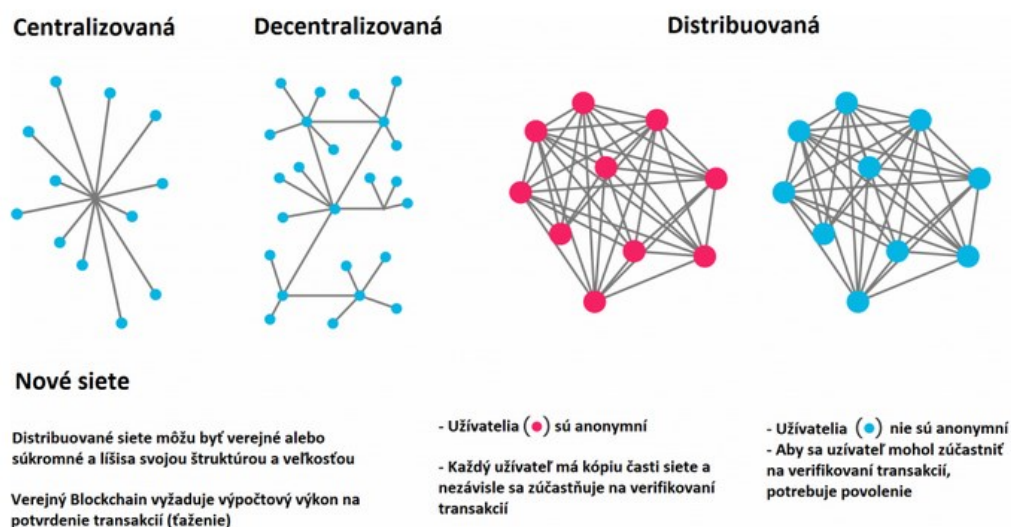 Centralizovaná
Decentralizovaná
Distribuovaná
Nové siete
Distribuované siete môžu byť verejné alebo
súkromné a líšisa svojou štruktúrou a veľkosťou
Verejný Blockchain vyžaduje výpočtový výkon na
potvrdenie transakcií (ťaženie)
- Užívatelia (●) sú anonymní
- Každý užívateľ má kópiu časti siete a
nezávisle sa zúčastňuje na verifikovaní
transakcií
- Užívatelia (●) nie sú anonymní
- Aby sa uzívateľ mohol zúčastniť
na verifikovaní transakcií,
potrebuje povolenie